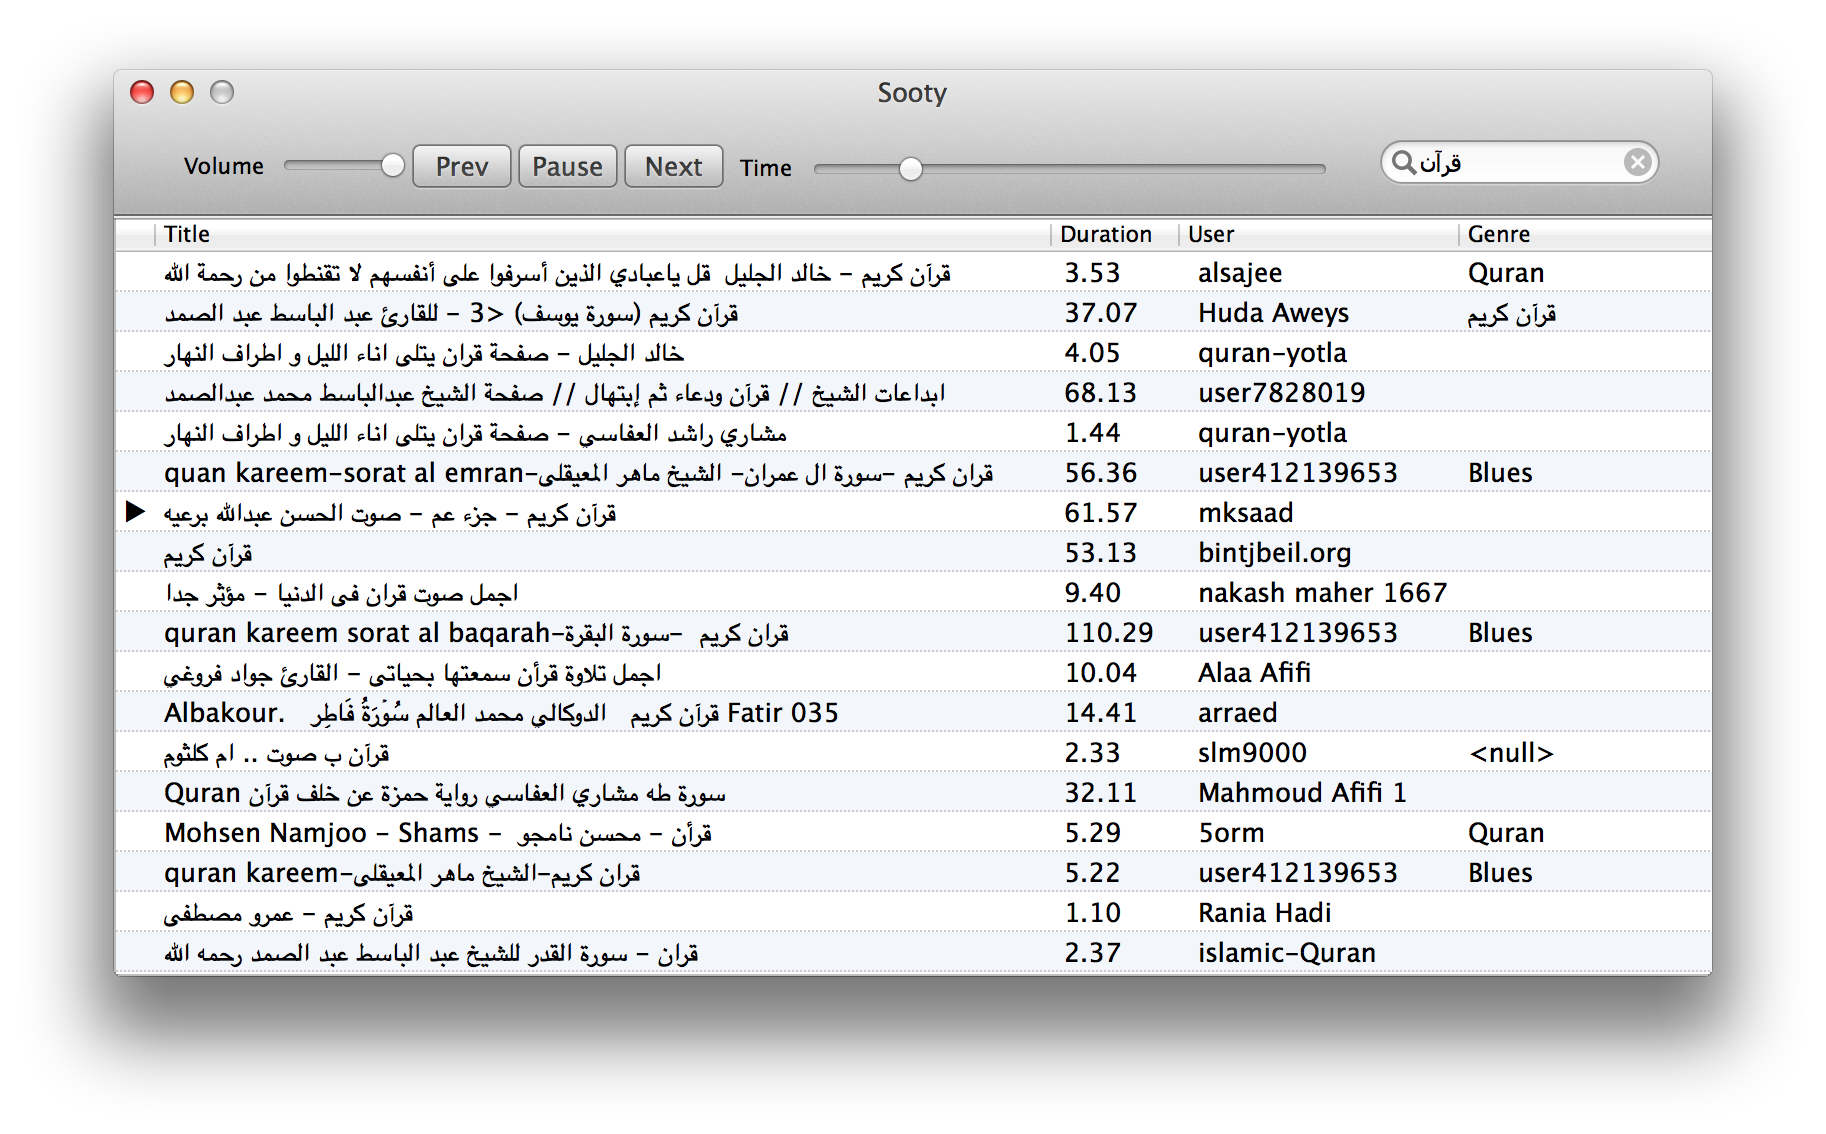 Sooty
Volume Prev Pause Next Time قرآن
Title Duration User Genre
قرآن كريم - خالد الجليل  قل ياعبادي الذين أسرفوا على أنفسهم لا تقنطوا من رحمة الله 3.53 alsajee Quran
قرآن كريم (سورة يوسف) <3 - للقارئ عبد الباسط عبد الصمد 37.07 Huda Aweys قرآن كريم
خالد الجليل - صفحة قران يتلى اناء الليل و اطراف النهار 4.05 quran-yotla
ابداعات الشيخ // قرآن ودعاء ثم إبتهال // صفحة الشيخ عبدالباسط محمد عبدالصمد 68.13 user7828019
مشاري راشد العفاسي - صفحة قران يتلى اناء الليل و اطراف النهار 1.44 quran-yotla
quan kareem-sorat al emran-قران كريم -سورة ال عمران- الشيخ ماهر المعيقلى 56.36 user412139653 Blues
قرآن كريم - جزء عم - صوت الحسن عبدالله برعيه 61.57 mksaad
قرآن كريم 53.13 bintjbeil.org
اجمل صوت قران فى الدنيا - مؤثر جدا 9.40 nakash maher 1667
quran kareem sorat al baqarah-قران كريم  -سورة البقرة 110.29 user412139653 Blues
اجمل تلاوة قرأن سمعتها بحياتى - القارئ جواد فروغي 10.04 Alaa Afifi
Albakour.   قرآن كريم   الدوكالي محمد العالم سُوۡرَةُ فَاطِر Fatir 035 14.41 arraed
قرآن ب صوت .. ام كلثوم 2.33 slm9000 <null>
Quran سورة طه مشاري العفاسي رواية حمزة عن خلف قرآن 32.11 Mahmoud Afifi 1
Mohsen Namjoo - Shams - قرأن - محسن نامجو 5.29 5orm Quran
quran kareem-قران كريم-الشيخ ماهر المعيقلى 5.22 user412139653 Blues
قرآن كريم - عمرو مصطفى 1.10 Rania Hadi
قران - سورة القدر للشيخ عبد الباسط عبد الصمد رحمه الله 2.37 islamic-Quran